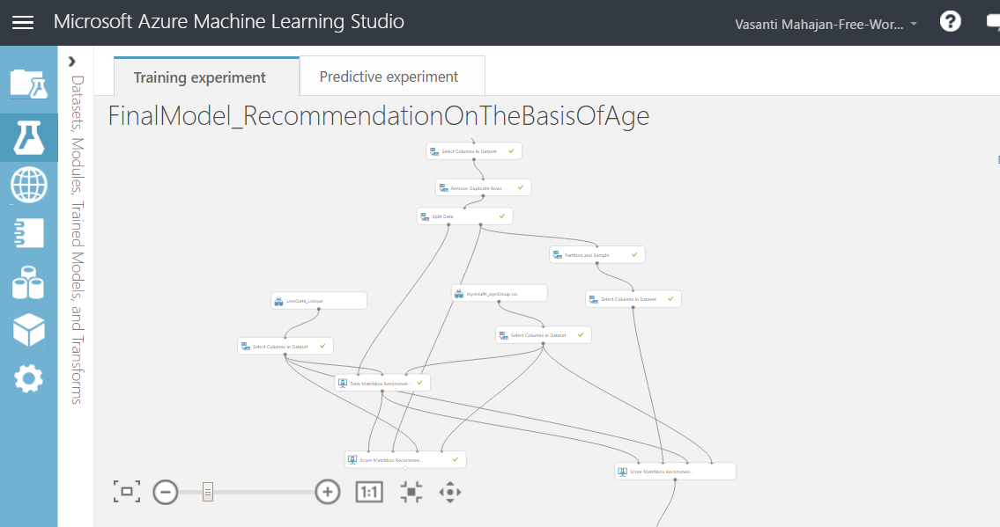 Microsoft Azure Machine Learning Studio
Vasanti Mahajan-Free-Wor...
?
Training experiment
Predictive experiment
Datasets, Modules, Trained Models, and Transforms
FinalModel_RecommendationOnTheBasisOfAge
Select Columns in Dataset
Remove Duplicate Rows
Split Data
Partition and Sample
myresults_ageGroup.csv
UserData_Unique
Select Columns in Dataset
Select Columns in Dataset
Select Columns in Dataset
Train Matchbox Recommen...
Score Matchbox Recommen...
Score Matchbox Recommen...
1:1